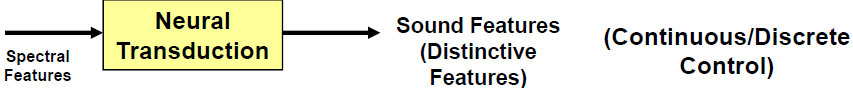 Spectral
Features
Neural
Transduction
Sound Features
(Distinctive
Features)
(Continuous/Discrete
Control)